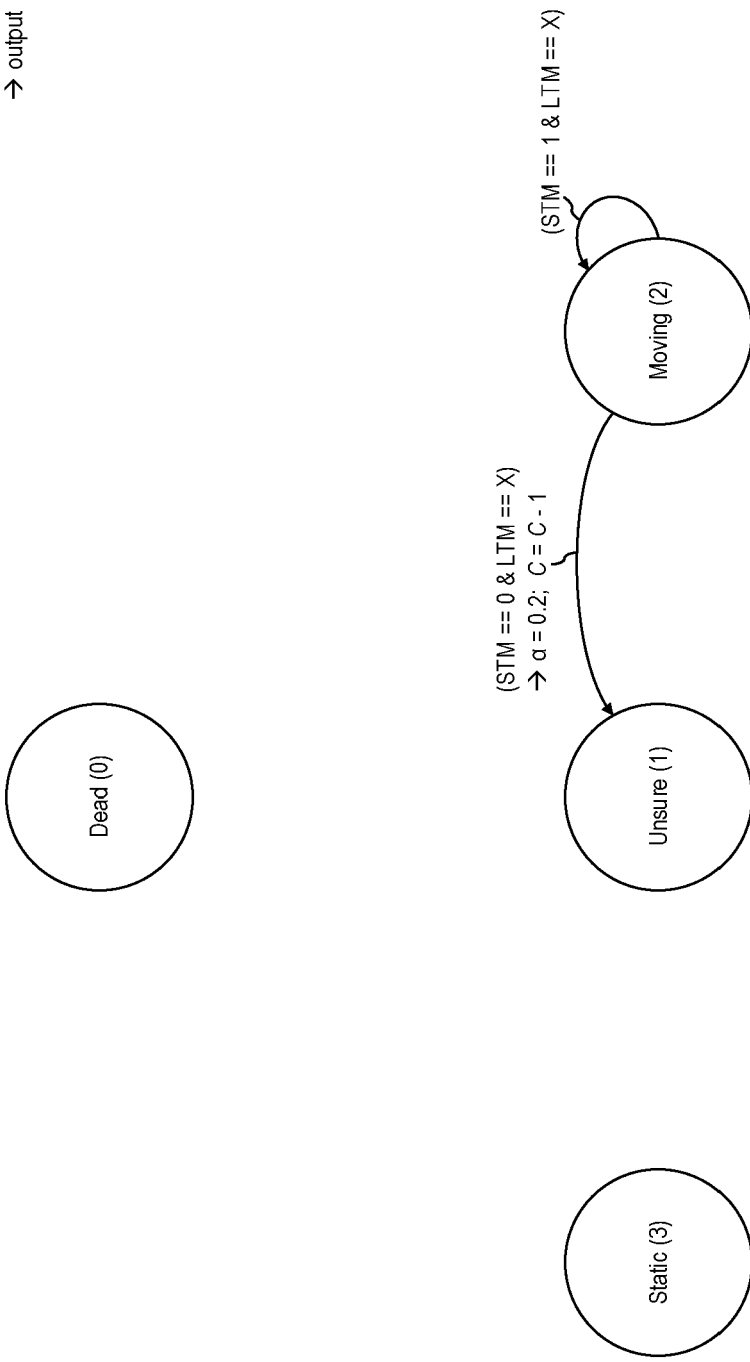 → output
Dead (0)
(STM == 0 & LTM == X)
→ α = 0.2; C = C - 1
(STM == 1 & LTM == X)
Static (3)
Unsure (1)
Moving (2)